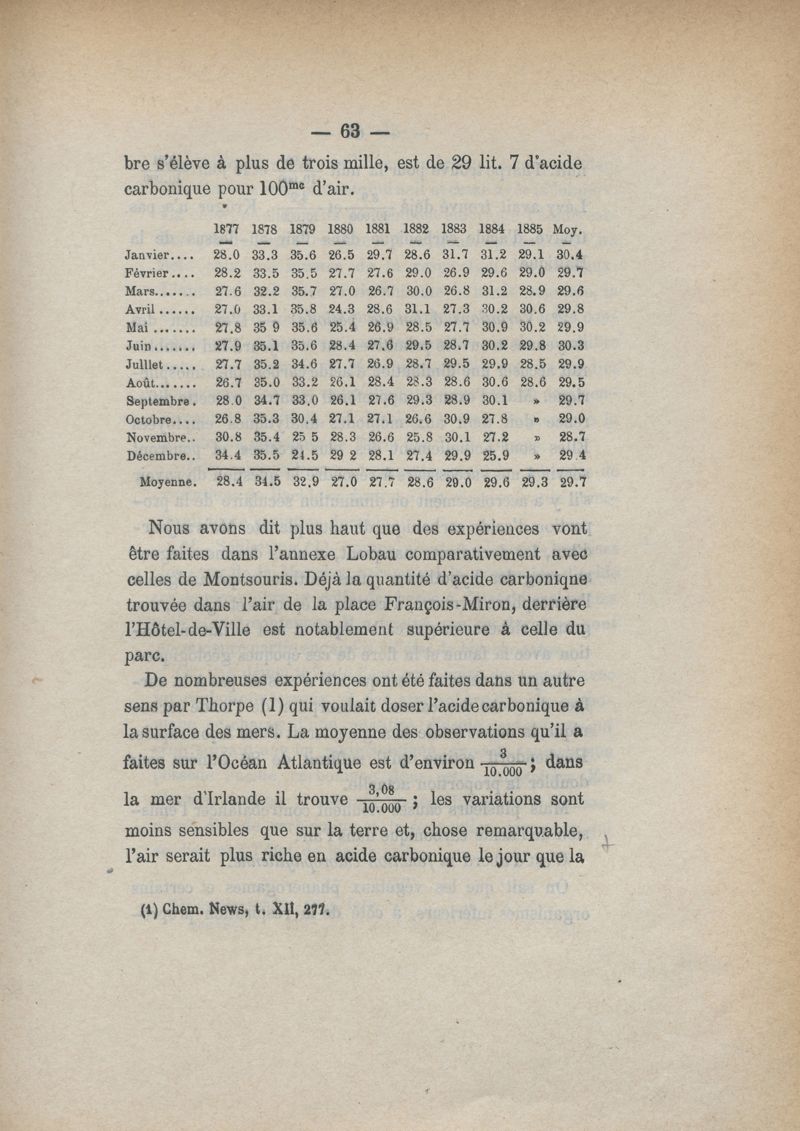 — 63 —
bre s'élève à plus de trois mille, est de 29 lit. 7 d'acide
carbonique pour 100mc d'air.
1877 1878 1879 1880 1881 1882 1883 1884 1885 Moy.
Janvier.... 28.0 33.3 35.6 26.5 29.7 28.6 31.7 31.2 29.1 30.4
Février.... 28.2 33.5 35.5 27.7 27.6 29.0 26.9 29.6 29.0 29.7
Mars....... 27.6 32.2 35.7 27.0 26.7 30.0 26.8 31.2 28.9 29.6
Avril...... 27.0 33.1 35.8 24.3 28.6 31.1 27.3 30.2 30.6 29.8
Mai....... 27.8 35 9 35.6 25.4 26.9 28.5 27.7 30.9 30.2 29.9
Juin....... 27.9 35.1 35.6 28.4 27.6 29.5 28.7 30.2 29.8 30.3
Julllet..... 27.7 35.2 34.6 27.7 26.9 28.7 29.5 29.9 28.5 29.9
Août....... 26.7 35.0 33.2 26.1 28.4 28.3 28.6 30.6 28.6 29.5
Septembre. 28 0 34.7 33.0 26.1 27.6 29.3 28.9 30.1 » 29.7
Octobre.... 26.8 35.3 30.4 27.1 27.1 26.6 30.9 27.8 » 29.0
Novembre.. 30.8 35.4 25 5 28.3 26.6 25.8 30.1 27.2 » 28.7
Décembre.. 34.4 35.5 24.5 29 2 28.1 27.4 29.9 25.9 » 29 4
Moyenne. 28.4 34.5 32.9 27.0 27.7 28.6 29.0 29.6 29.3 29.7
Nous avons dit plus haut que des expériences vont
être faites dans l'annexe Lobau comparativement avec
celles de Montsouris. Déjà la quantité d'acide carboniqne
trouvée dans l'air de la place François-Miron, derrière
l'Hôtel-de-Ville est notablement supérieure à celle du
parc.
De nombreuses expériences ont été faites dans un autre
sens par Thorpe (1) qui voulait doser l'acide carbonique à
la surface des mers. La moyenne des observations qu'il a
faites sur l'Océan Atlantique est d'environ 3/10.000 ; dans
la mer d'Irlande il trouve 3,08/10.000 ; les variations sont
moins sensibles que sur la terre et, chose remarquable,
l'air serait plus riche en acide carbonique le jour que la
(1) Chem. News, t. XII, 277.